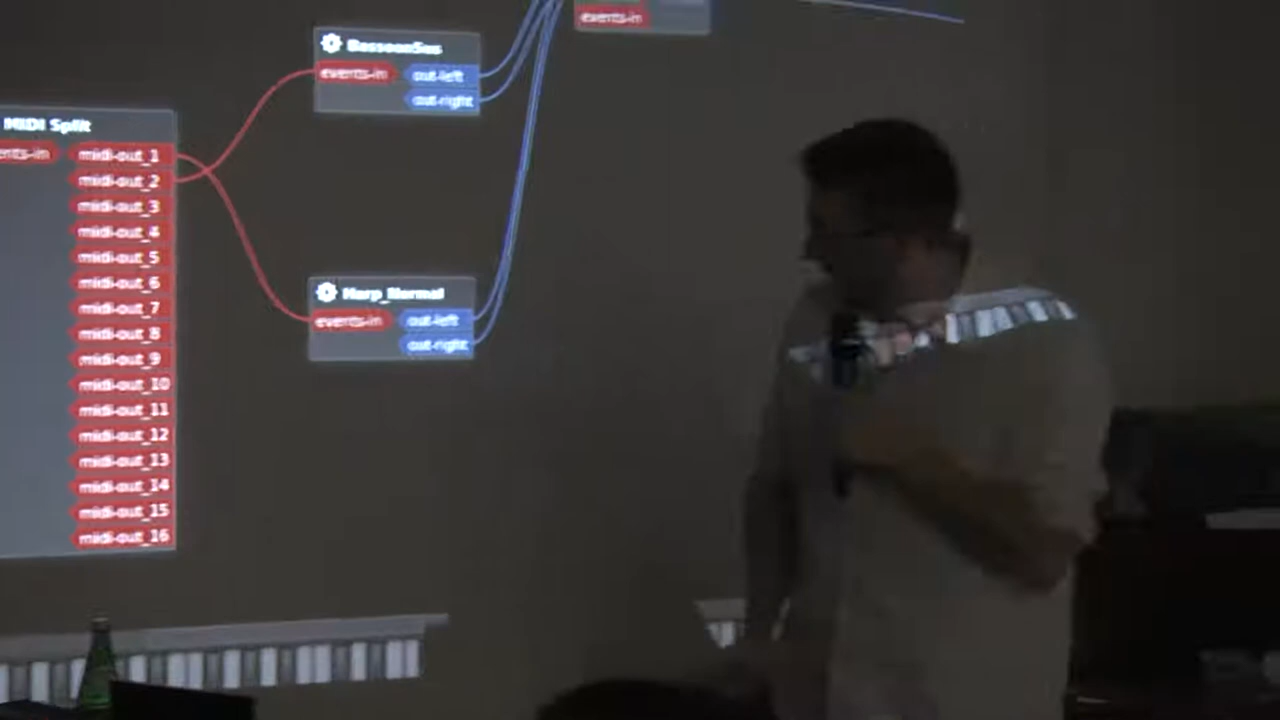 events-in
BassoonSus
events-in out-left
out-right
MIDI Split
ents-in midi-out_1
midi-out_2
midi-out_3
midi-out_4
midi-out_5
midi-out_6
midi-out_7
midi-out_8
midi-out_9
midi-out_10
midi-out_11
midi-out_12
midi-out_13
midi-out_14
midi-out_15
midi-out_16
Harp_Normal
events-in out-left
out-right